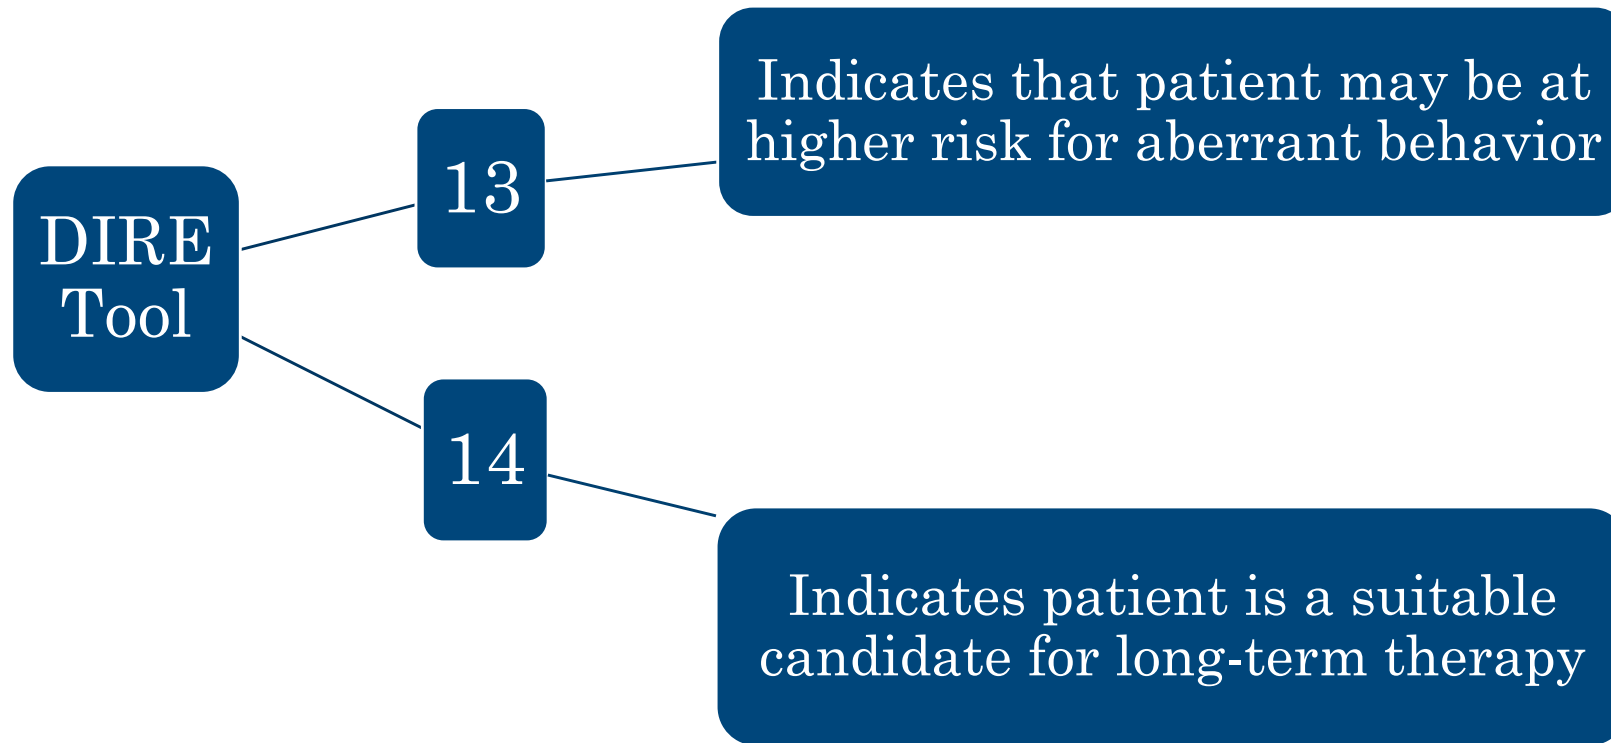 DIRE
Tool
13
Indicates that patient may be at
higher risk for aberrant behavior
14
Indicates patient is a suitable
candidate for long-term therapy